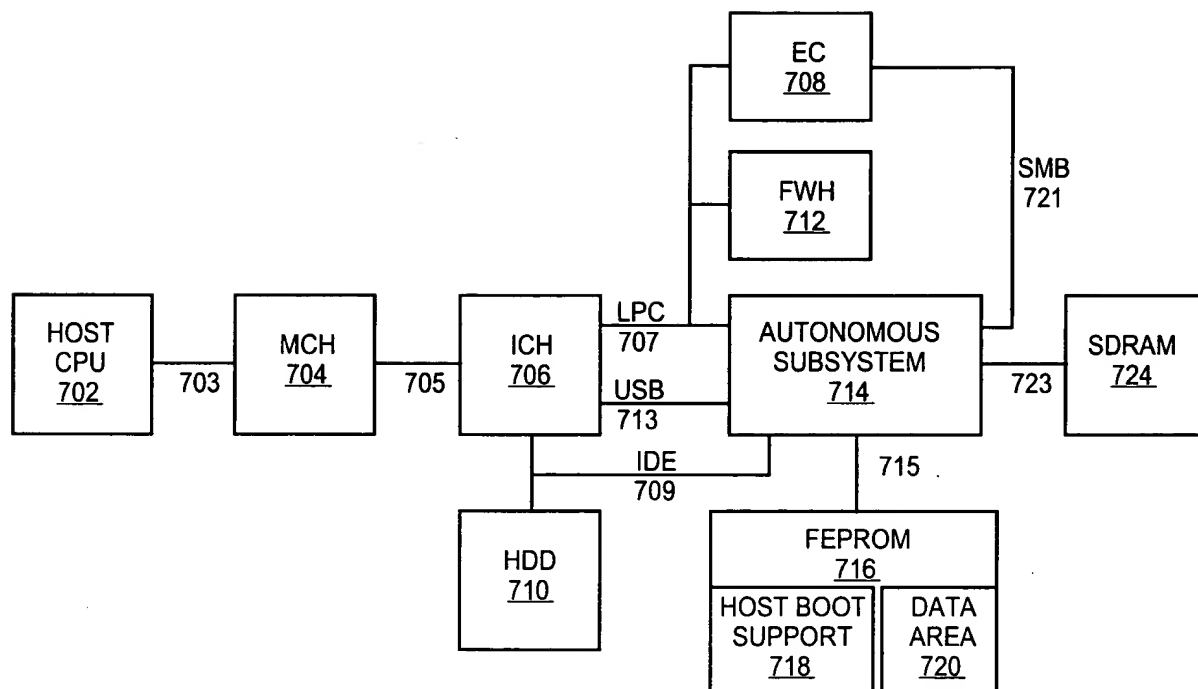 EC
708
SMB
721
FWH
712
HOST
CPU
702
703
MCH
704
705
ICH
706
LPC
707
USB
713
AUTONOMOUS
SUBSYSTEM
714
723
SDRAM
724
IDE
709
715
HDD
710
FEPROM
716
HOST BOOT
SUPPORT
718
DATA
AREA
720